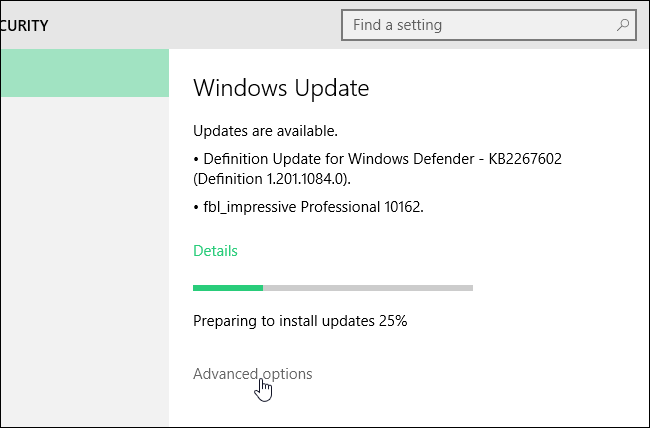 CURITY
Find a setting
Windows Update
Updates are available.
• Definition Update for Windows Defender - KB2267602
(Definition 1.201.1084.0).
• fbl_impressive Professional 10162.
Details
Preparing to install updates 25%
Advanced options